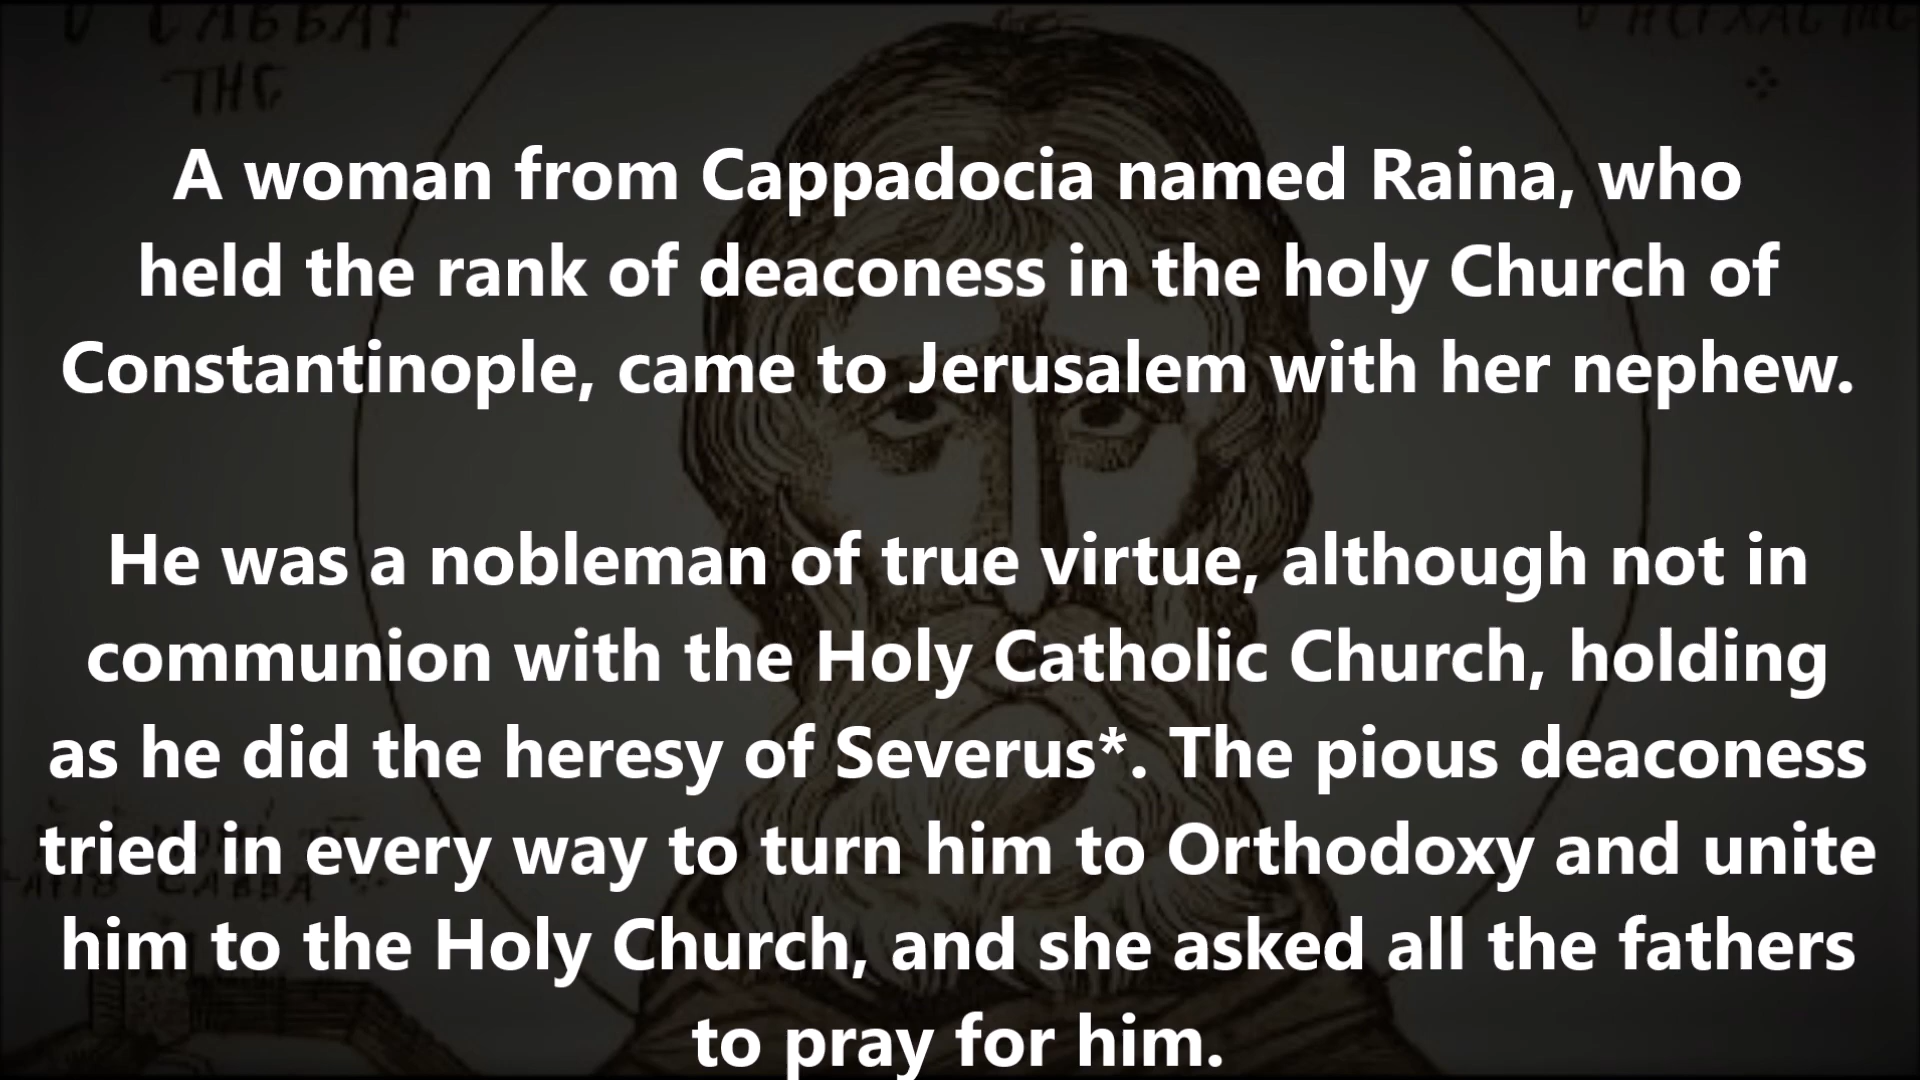 Ο СΑΒΒΑΪ
ΤΗС
A woman from Cappadocia named Raina, who
held the rank of deaconess in the holy Church of
Constantinople, came to Jerusalem with her nephew.
He was a nobleman of true virtue, although not in
communion with the Holy Catholic Church, holding
as he did the heresy of Severus*. The pious deaconess
tried in every way to turn him to Orthodoxy and unite
him to the Holy Church, and she asked all the fathers
to pray for him.